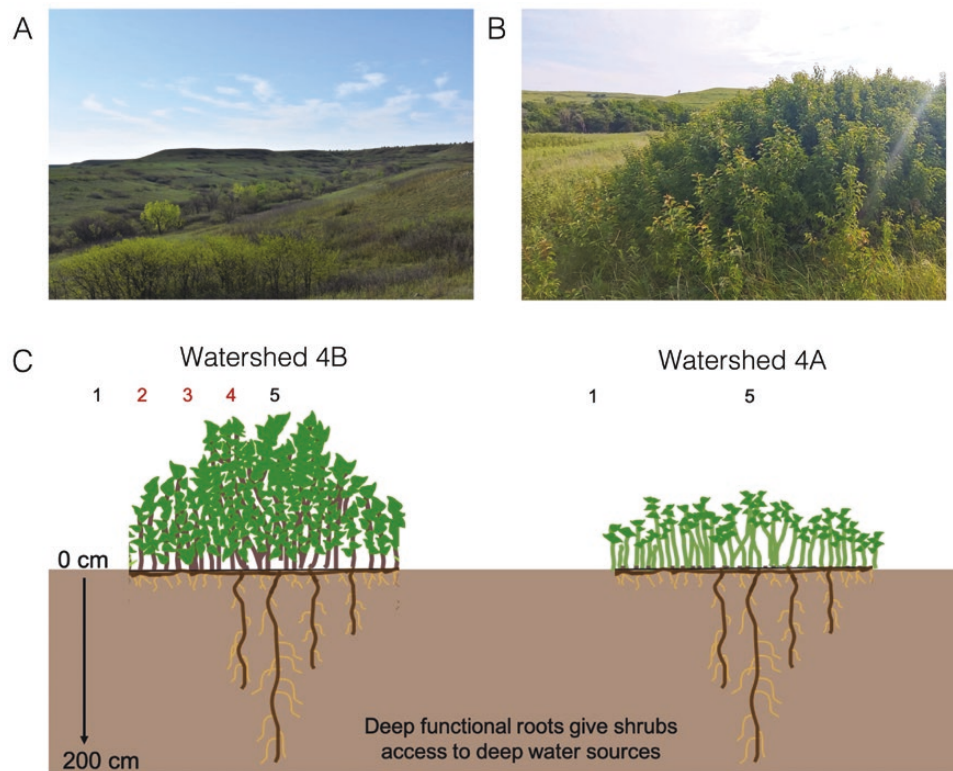 A
B
C
Watershed 4B
Watershed 4A
1 2 3 4 5
1 5
0 cm
200 cm
Deep functional roots give shrubs
access to deep water sources